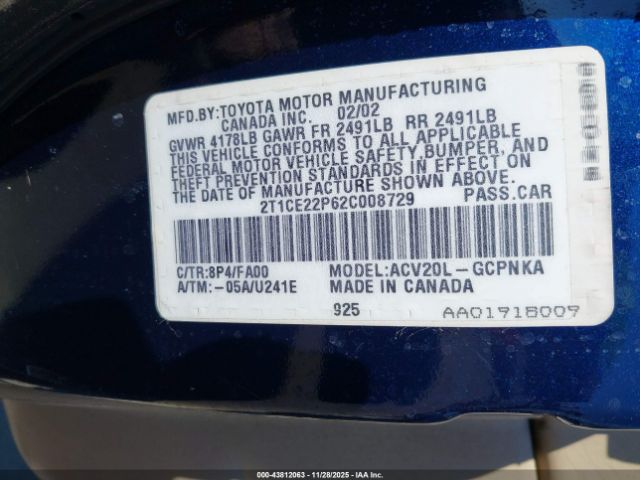 MFD.BY:TOYOTA MOTOR MANUFACTURING
CANADA INC. 02/02
GVWR 4178LB GAWR FR 2491LB RR 2491LB
THIS VEHICLE CONFORMS TO ALL APPLICABLE
FEDERAL MOTOR VEHICLE SAFETY, BUMPER, AND
THEFT PREVENTION STANDARDS IN EFFECT ON
THE DATE OF MANUFACTURE SHOWN ABOVE.
2T1CE22P62C008729 PASS.CAR
C/TR:8P4/FA00 MODEL:ACV20L-GCPNKA
A/TM:-05A/U241E MADE IN CANADA
925 AA01918009
000-43812063 - 11/28/2025 - IAA Inc.